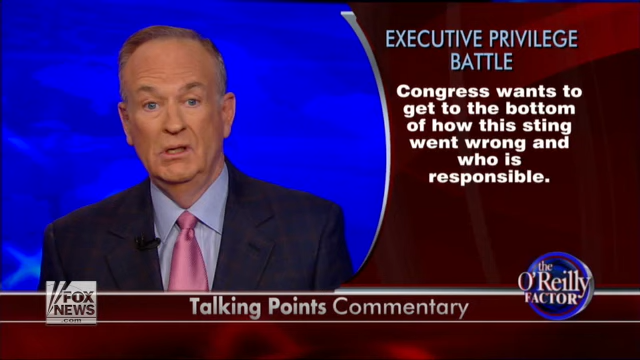 EXECUTIVE PRIVILEGE
BATTLE
Congress wants to
get to the bottom
of how this sting
went wrong and
who is
responsible.
the
O'Reilly
FACTOR
FOX
NEWS
.com
Talking Points Commentary